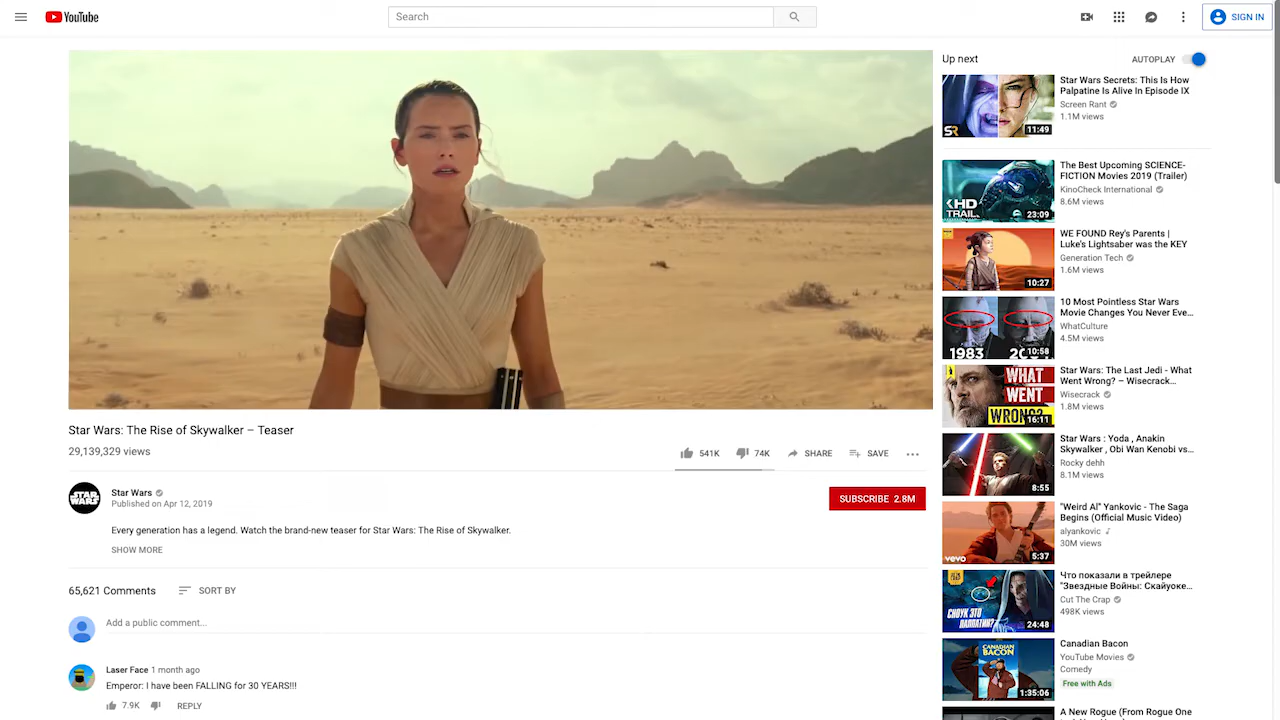 YouTube
Search
SIGN IN
Up next
AUTOPLAY
Star Wars Secrets: This Is How
Palpatine Is Alive In Episode IX
Screen Rant
1.1M views
SR
11:49
The Best Upcoming SCIENCE-
FICTION Movies 2019 (Trailer)
KinoCheck International
8.6M views
HD
TRAIL
23:09
WE FOUND Rey's Parents |
Luke's Lightsaber was the KEY
Generation Tech
1.6M views
10:27
10 Most Pointless Star Wars
Movie Changes You Never Eve...
WhatCulture
4.5M views
1983
10:58
Star Wars: The Last Jedi - What
Went Wrong? – Wisecrack...
Wisecrack
1.8M views
WHAT
WENT
WRONG?
16:11
Star Wars : Yoda , Anakin
Skywalker , Obi Wan Kenobi vs...
Rocky dehh
8.1M views
8:55
"Weird Al" Yankovic - The Saga
Begins (Official Music Video)
alyankovic
30M views
vevo
5:37
Что показали в трейлере
"Звездные Войны: Скайуоке...
Cut The Crap
498K views
СНОУК ЭТО
ПАЛПАТИН?
24:48
Canadian Bacon
YouTube Movies
Comedy
Free with Ads
CANADIAN
BACON
1:35:06
A New Rogue (From Rogue One
Star Wars: The Rise of Skywalker – Teaser
29,139,329 views
541K
74K
SHARE
SAVE
STAR
WARS
Star Wars
Published on Apr 12, 2019
SUBSCRIBE 2.8M
Every generation has a legend. Watch the brand-new teaser for Star Wars: The Rise of Skywalker.
SHOW MORE
65,621 Comments
SORT BY
Add a public comment...
Laser Face 1 month ago
Emperor: I have been FALLING for 30 YEARS!!!
7.9K
REPLY